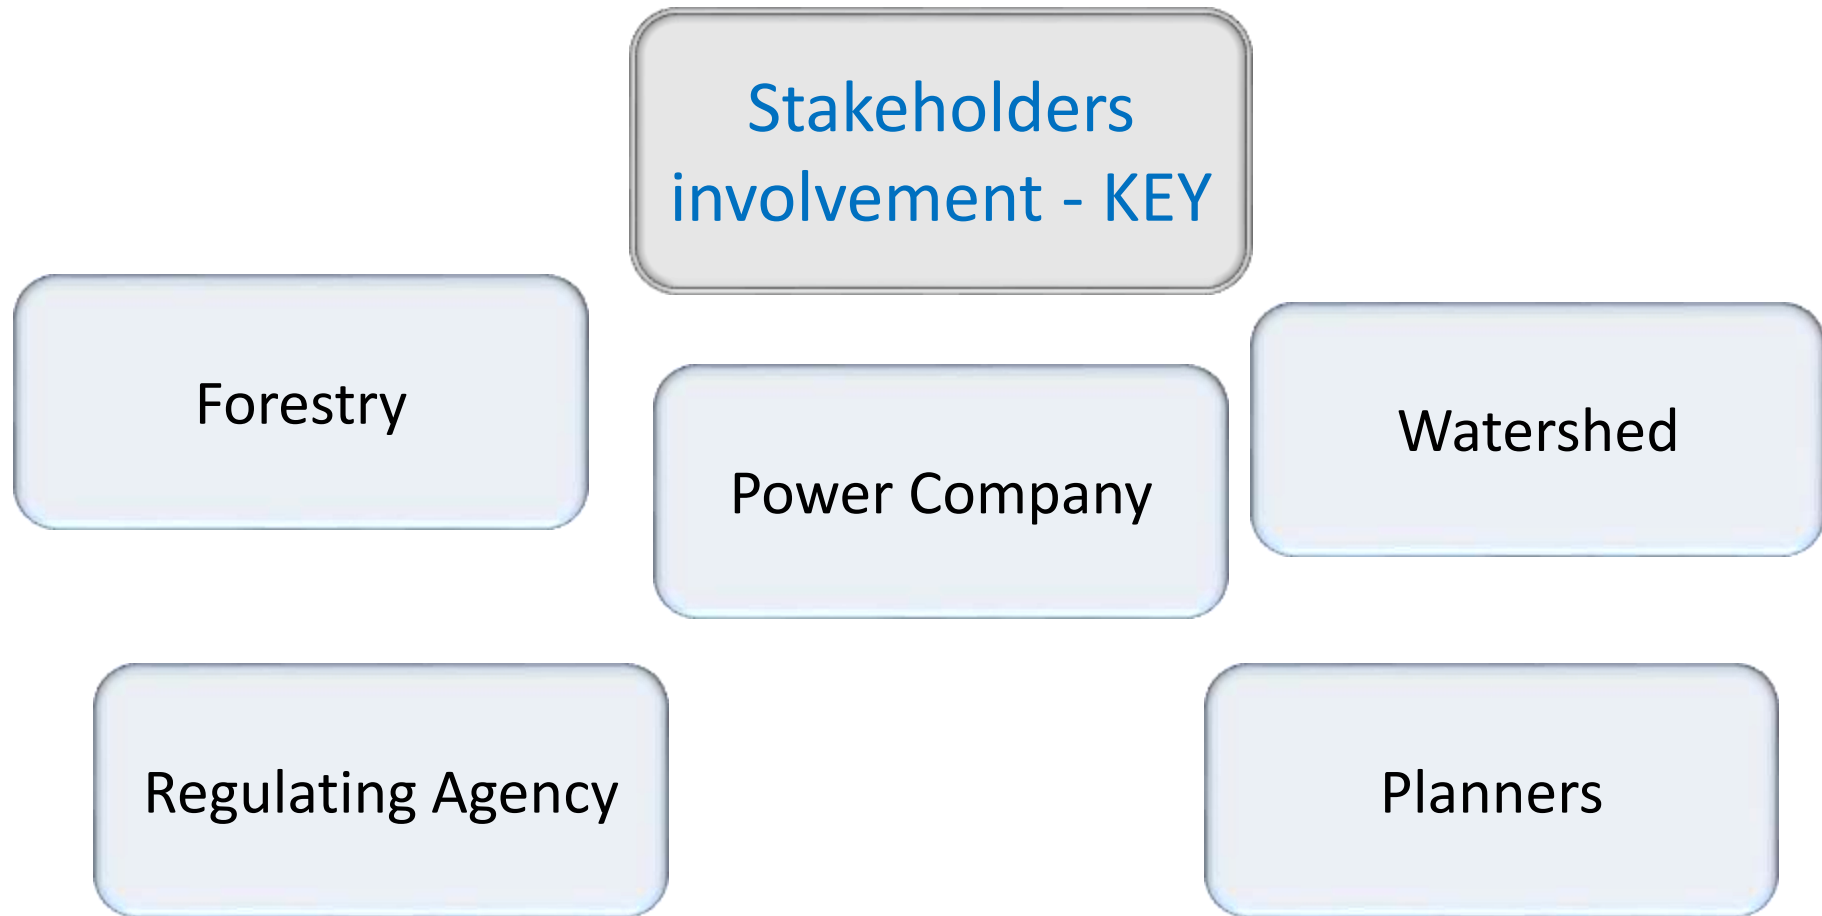 Stakeholders
involvement - KEY
Forestry
Power Company
Watershed
Regulating Agency
Planners